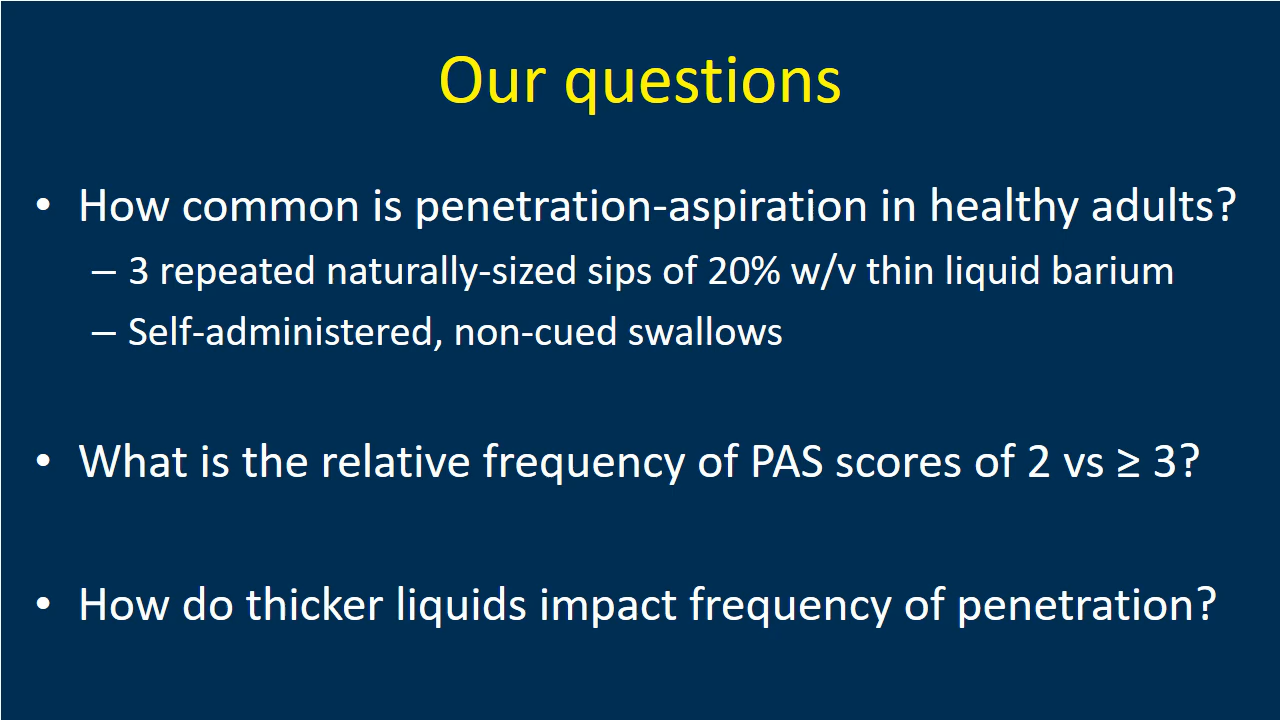 Our questions
• How common is penetration-aspiration in healthy adults?
– 3 repeated naturally-sized sips of 20% w/v thin liquid barium
– Self-administered, non-cued swallows
• What is the relative frequency of PAS scores of 2 vs ≥ 3?
• How do thicker liquids impact frequency of penetration?